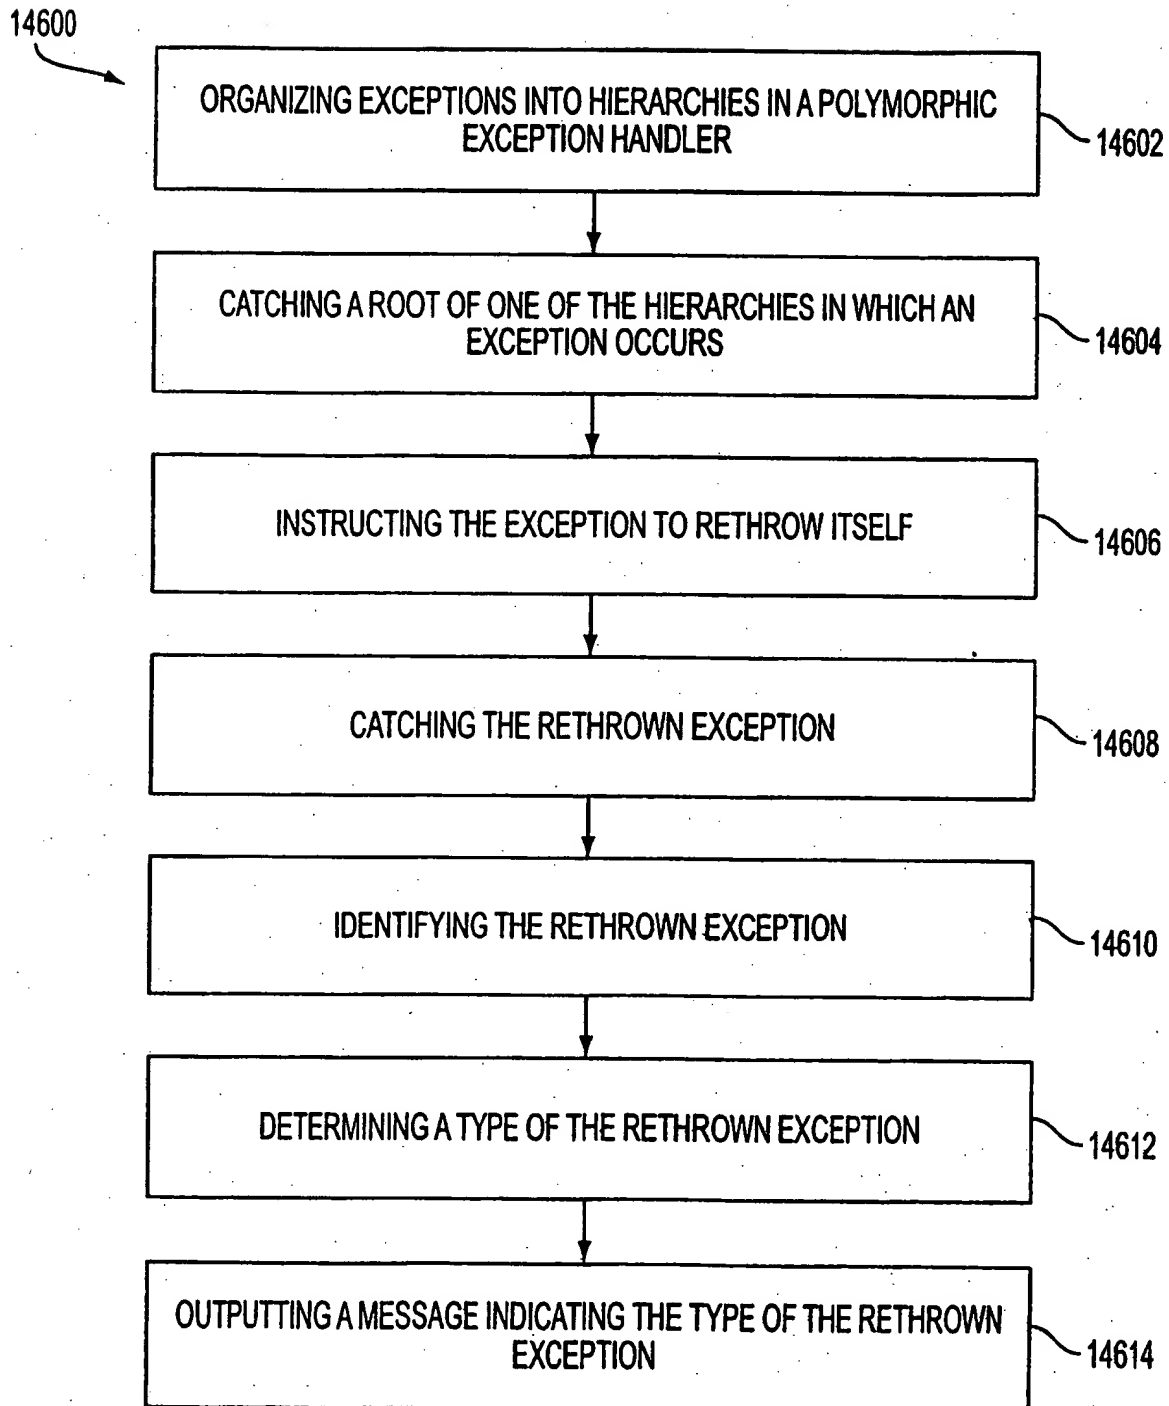 14600
ORGANIZING EXCEPTIONS INTO HIERARCHIES IN A POLYMORPHIC
EXCEPTION HANDLER
14602
CATCHING A ROOT OF ONE OF THE HIERARCHIES IN WHICH AN
EXCEPTION OCCURS
14604
INSTRUCTING THE EXCEPTION TO RETHROW ITSELF
14606
CATCHING THE RETHROWN EXCEPTION
14608
IDENTIFYING THE RETHROWN EXCEPTION
14610
DETERMINING A TYPE OF THE RETHROWN EXCEPTION
14612
OUTPUTTING A MESSAGE INDICATING THE TYPE OF THE RETHROWN
EXCEPTION
14614